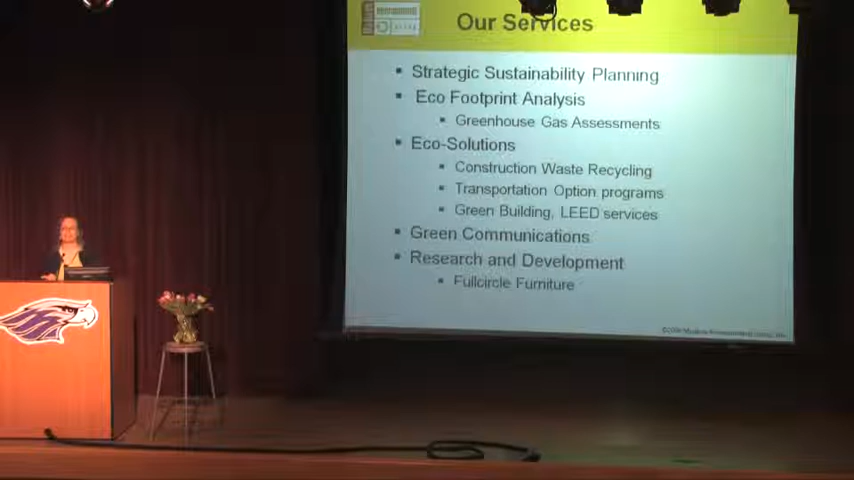 Our Services
▪ Strategic Sustainability Planning
▪ Eco Footprint Analysis
▪ Greenhouse Gas Assessments
▪ Eco-Solutions
▪ Construction Waste Recycling
▪ Transportation Option programs
▪ Green Building, LEED services
▪ Green Communications
▪ Research and Development
▪ Fullcircle Furniture